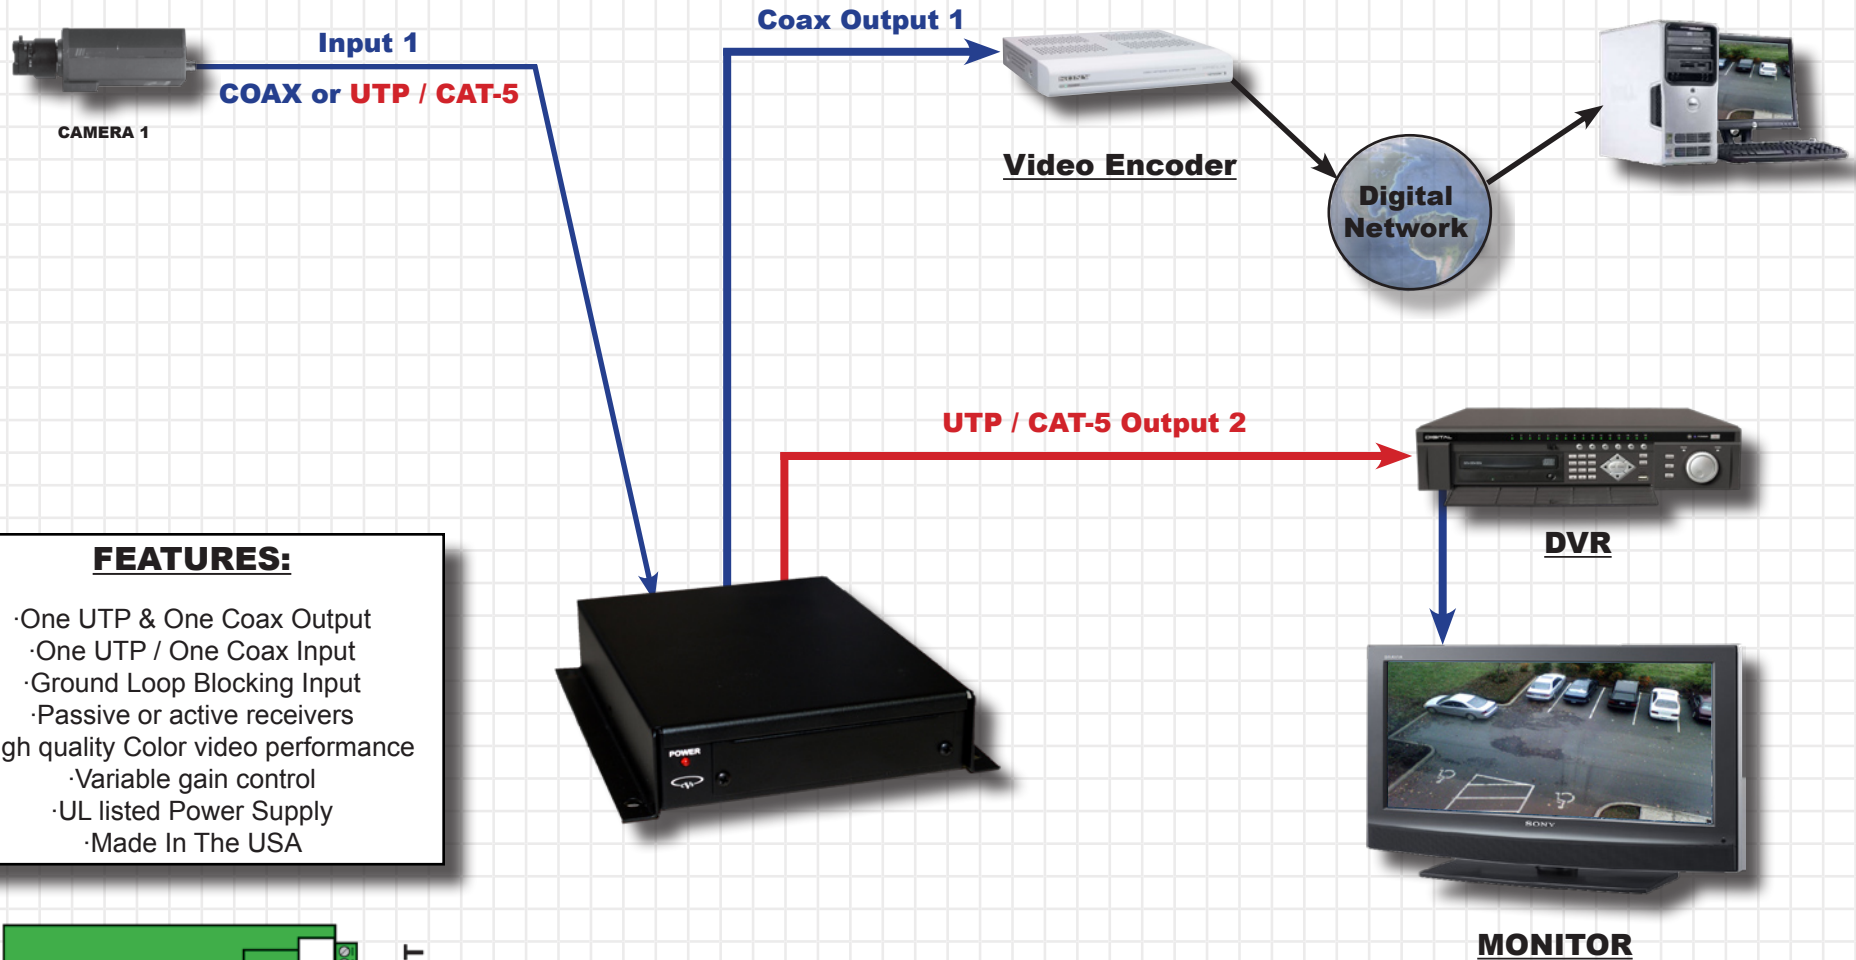 Input 1
COAX or UTP / CAT-5
CAMERA 1
Coax Output 1
SONY
Video Encoder
Digital
Network
UTP / CAT-5 Output 2
DIGITAL
DVR
FEATURES:
·One UTP & One Coax Output
·One UTP / One Coax Input
·Ground Loop Blocking Input
·Passive or active receivers
gh quality Color video performance
·Variable gain control
·UL listed Power Supply
·Made In The USA
POWER
SONY
MONITOR
T